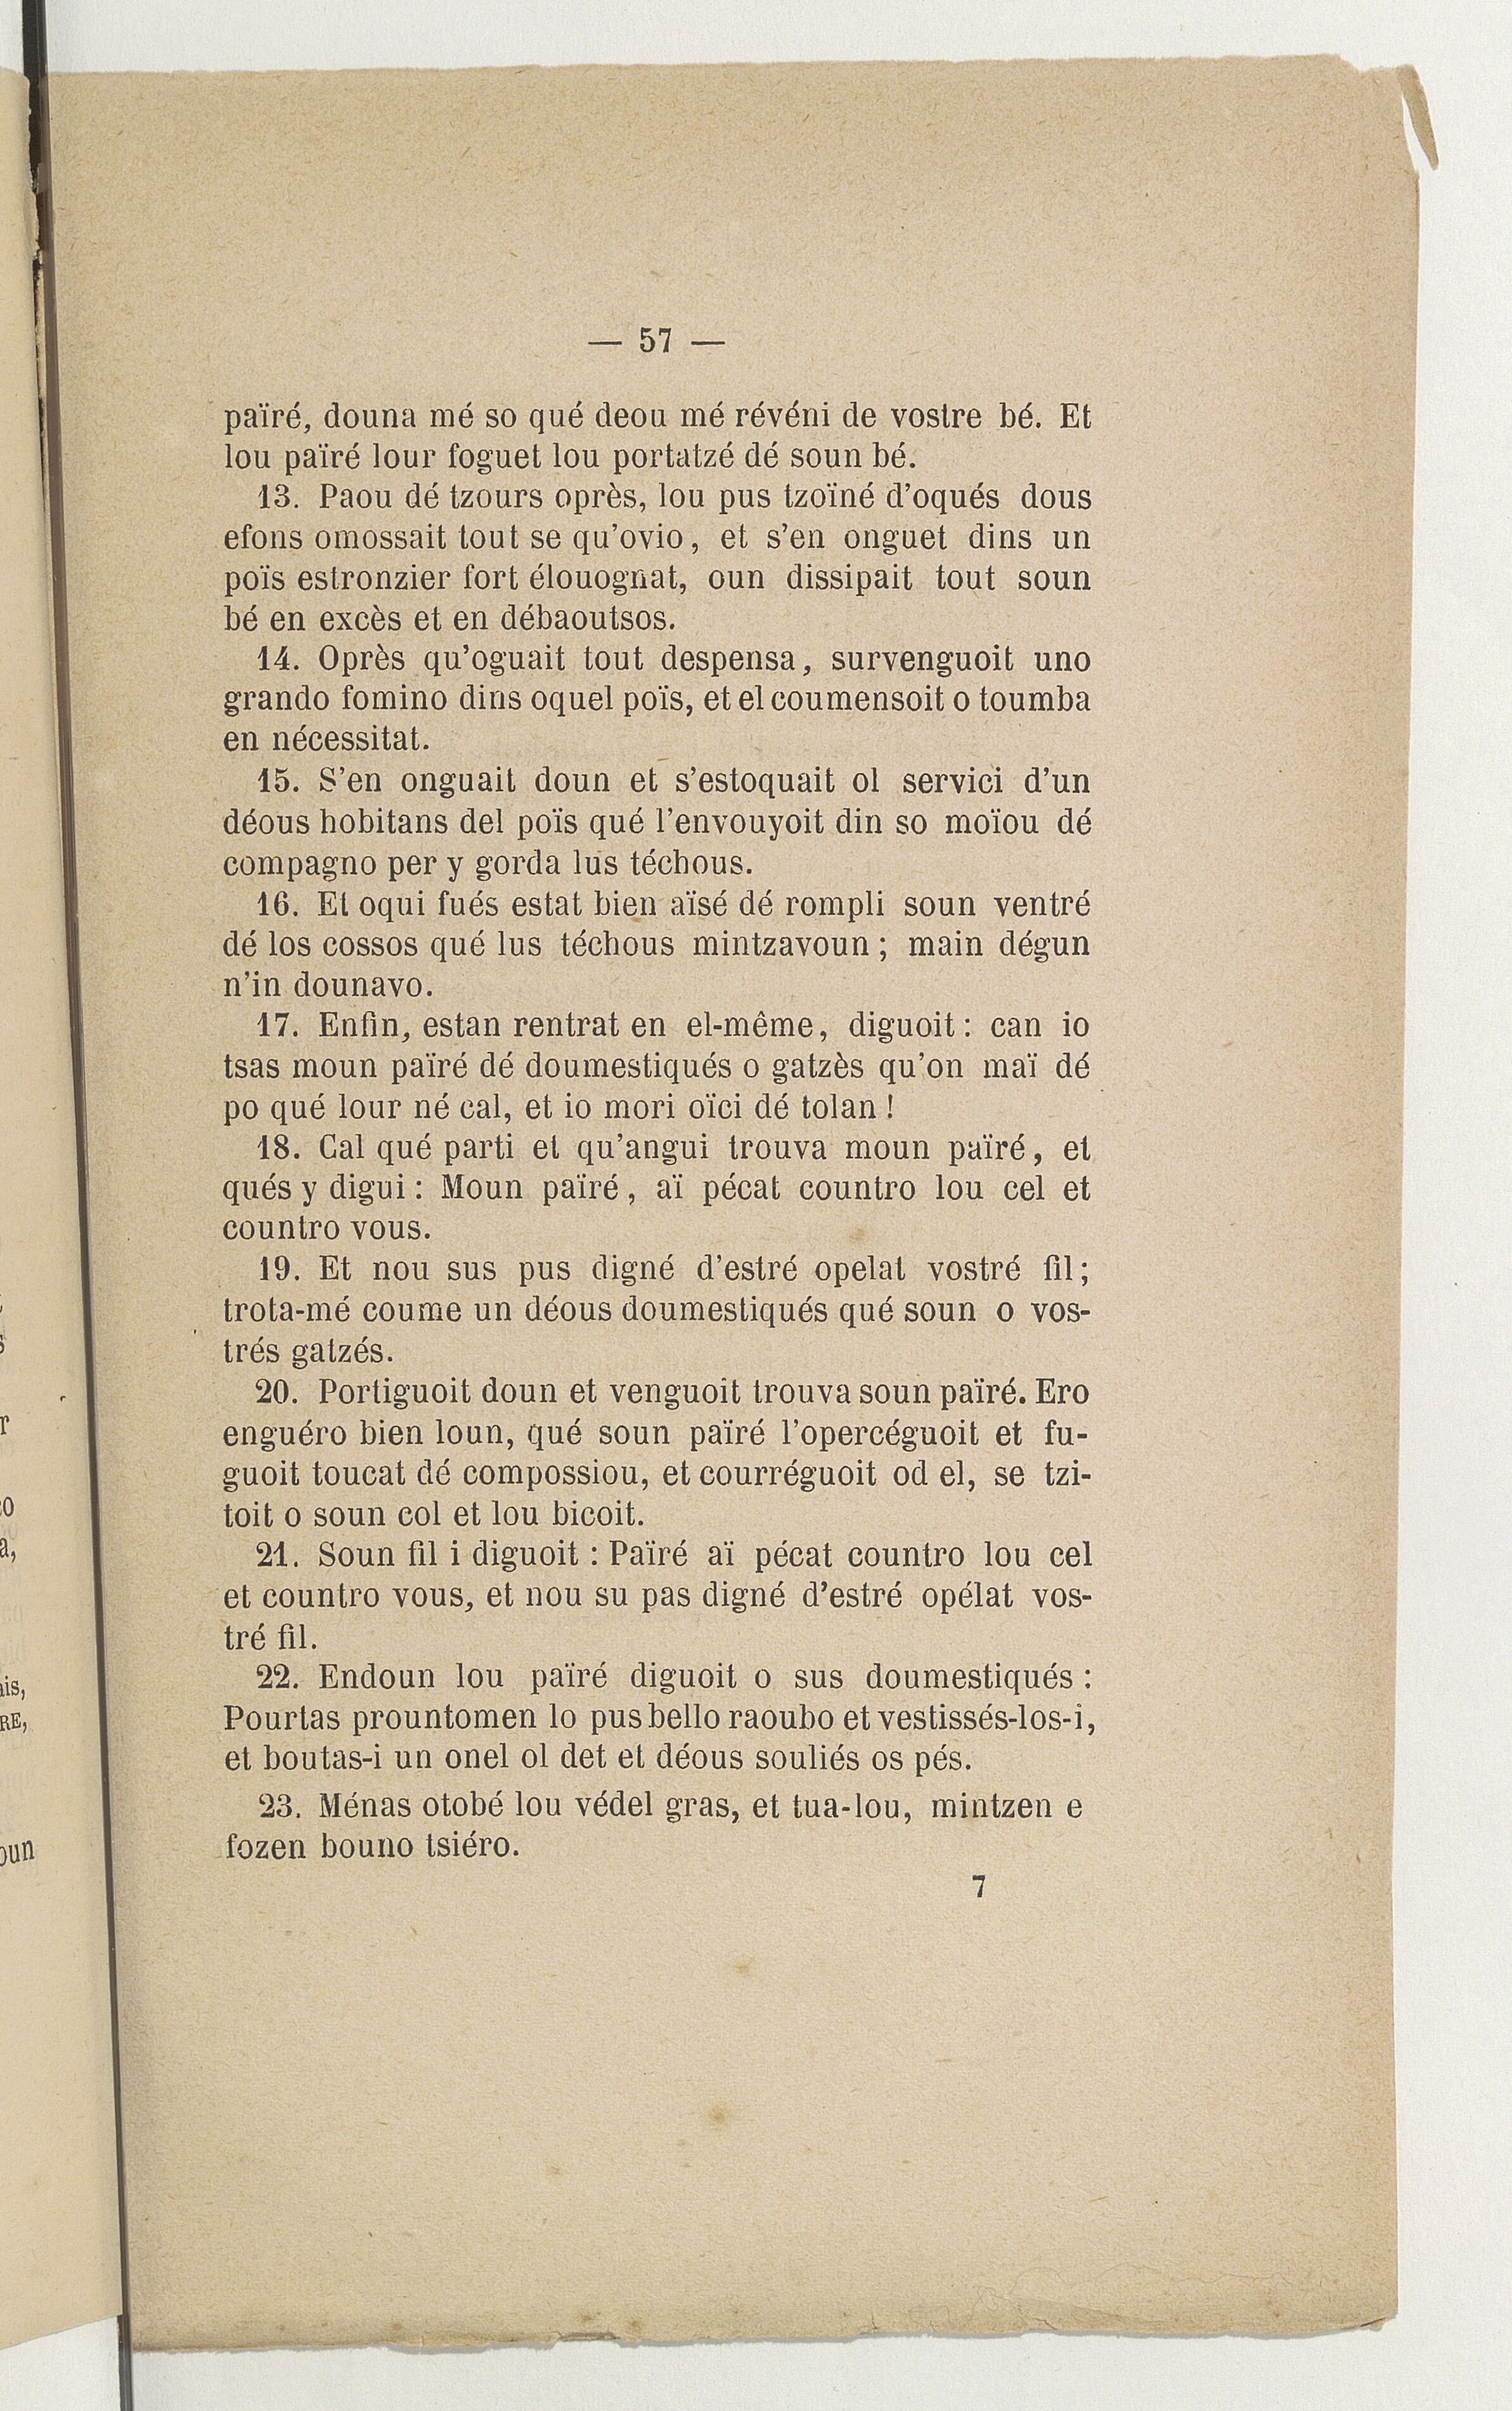 — 57 —
païré, douna mé so qué deou mé révéni de vostre bé. Et
lou païré lour foguet lou portatzé dé soun bé.
13. Paou dé tzours oprès, lou pus tzoïné d'oqués dous
efons omossait tout se qu'ovio, et s'en onguet dins un
poïs estronzier fort élouognat, oun dissipait tout soun
bé en excès et en débaoutsos.
14. Oprès qu'oguait tout despensa, survenguoit uno
grando fomino dins oquel poïs, et el coumensoit o toumba
en nécessitat.
15. S'en onguait doun et s'estoquait ol servici d'un
déous hobitans del poïs qué l'envouyoit din so moïou dé
compagno per y gorda lus téchous.
16. Et oqui fués estat bien aïsé dé rompli soun ventré
dé los cossos qué lus téchous mintzavoun ; main dégun
n'in dounavo.
17. Enfin, estan rentrat en el-même, diguoit : can io
tsas moun païré dé doumestiqués o gatzès qu'on maï dé
po qué lour né cal, et io mori oïci dé tolan !
18. Cal qué parti et qu'angui trouva moun païré, et
qués y digui : Moun païré, aï pécat countro lou cel et
countro vous.
19. Et nou sus pus digné d'estré opelat vostré fil ;
trota-mé coume un déous doumestiqués qué soun o vos-
trés gatzés.
20. Portiguoit doun et venguoit trouva soun païré. Ero
enguéro bien loun, qué soun païré l'opercéguoit et fu-
guoit toucat dé compossiou, et courréguoit od el, se tzi-
toit o soun col et lou bicoit.
21. Soun fil i diguoit : Païré aï pécat countro lou cel
et countro vous, et nou su pas digné d'estré opélat vos-
tré fil.
22. Endoun lou païré diguoit o sus doumestiqués :
Pourtas prountomen lo pus bello raoubo et vestissés-los-i,
et boutas-i un onel ol det et déous souliés os pés.
23. Ménas otobé lou védel gras, et tua-lou, mintzen e
fozen bouno tsiéro.
7